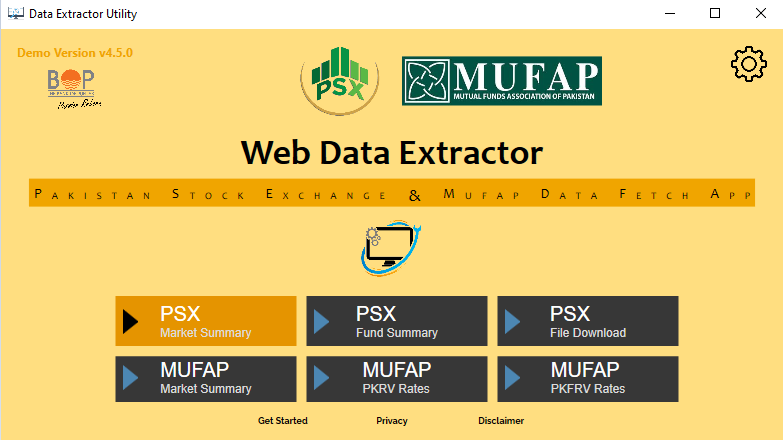 Data Extractor Utility
Demo Version v4.5.0
BOP
PSX
MUFAP
MUTUAL FUNDS ASSOCIATION OF PAKISTAN
Web Data Extractor
PAKISTAN STOCK EXCHANGE & MUFAP DATA FETCH APP
PSX
Market Summary
PSX
Fund Summary
PSX
File Download
MUFAP
Market Summary
MUFAP
PKRV Rates
MUFAP
PKFRV Rates
Get Started
Privacy
Disclaimer